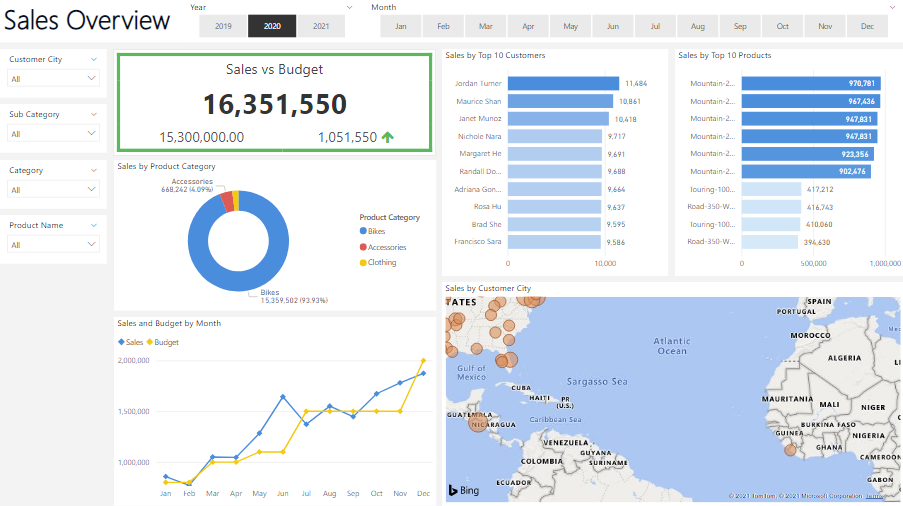 Sales Overview
Year
2019 2020 2021
Month
Jan Feb Mar Apr May Jun Jul Aug Sep Oct Nov Dec
Customer City
All
Sub Category
All
Category
All
Product Name
All
Sales vs Budget
16,351,550
15,300,000.00 1,051,550
Sales by Product Category
Accessories
668,242 (4.09%)
Bikes
15,359,502 (93.93%)
Product Category
Bikes
Accessories
Clothing
Sales and Budget by Month
Sales Budget
2,000,000
1,500,000
1,000,000
Jan Feb Mar Apr May Jun Jul Aug Sep Oct Nov Dec
Sales by Top 10 Customers
Jordan Turner 11,484
Maurice Shan 10,861
Janet Munoz 10,418
Nichole Nara 9,717
Margaret He 9,691
Randall Do... 9,688
Adriana Gon... 9,664
Rosa Hu 9,637
Brad She 9,595
Francisco Sara 9,586
0 10,000
Sales by Top 10 Products
Mountain-2... 970,781
Mountain-2... 967,436
Mountain-2... 947,831
Mountain-2... 947,831
Mountain-2... 923,356
Mountain-2... 902,476
Touring-100... 417,212
Road-350-W... 416,743
Touring-100... 410,060
Road-350-W... 394,630
0 500,000 1,000,000
Sales by Customer City
TATES
SPAIN
PORTUGAL
MOROCCO
Atlantic
Ocean
ALGERIA
LI
Gulf of
Mexico
Sargasso Sea
CUBA
HAITI PR
(U.S.)
MAURITANIA
MALI
NIGER
GUATEMALA
NICARAGUA
Caribbean Sea
BURKINA FASO
GUINEA
NIGERIA
GHANA
VENEZUELA
GUYANA
COLOMBIA
SURINAME
CAMEROON
ECUADOR
GABON
Bing
© 2021 TomTom, © 2021 Microsoft Corporation Terms